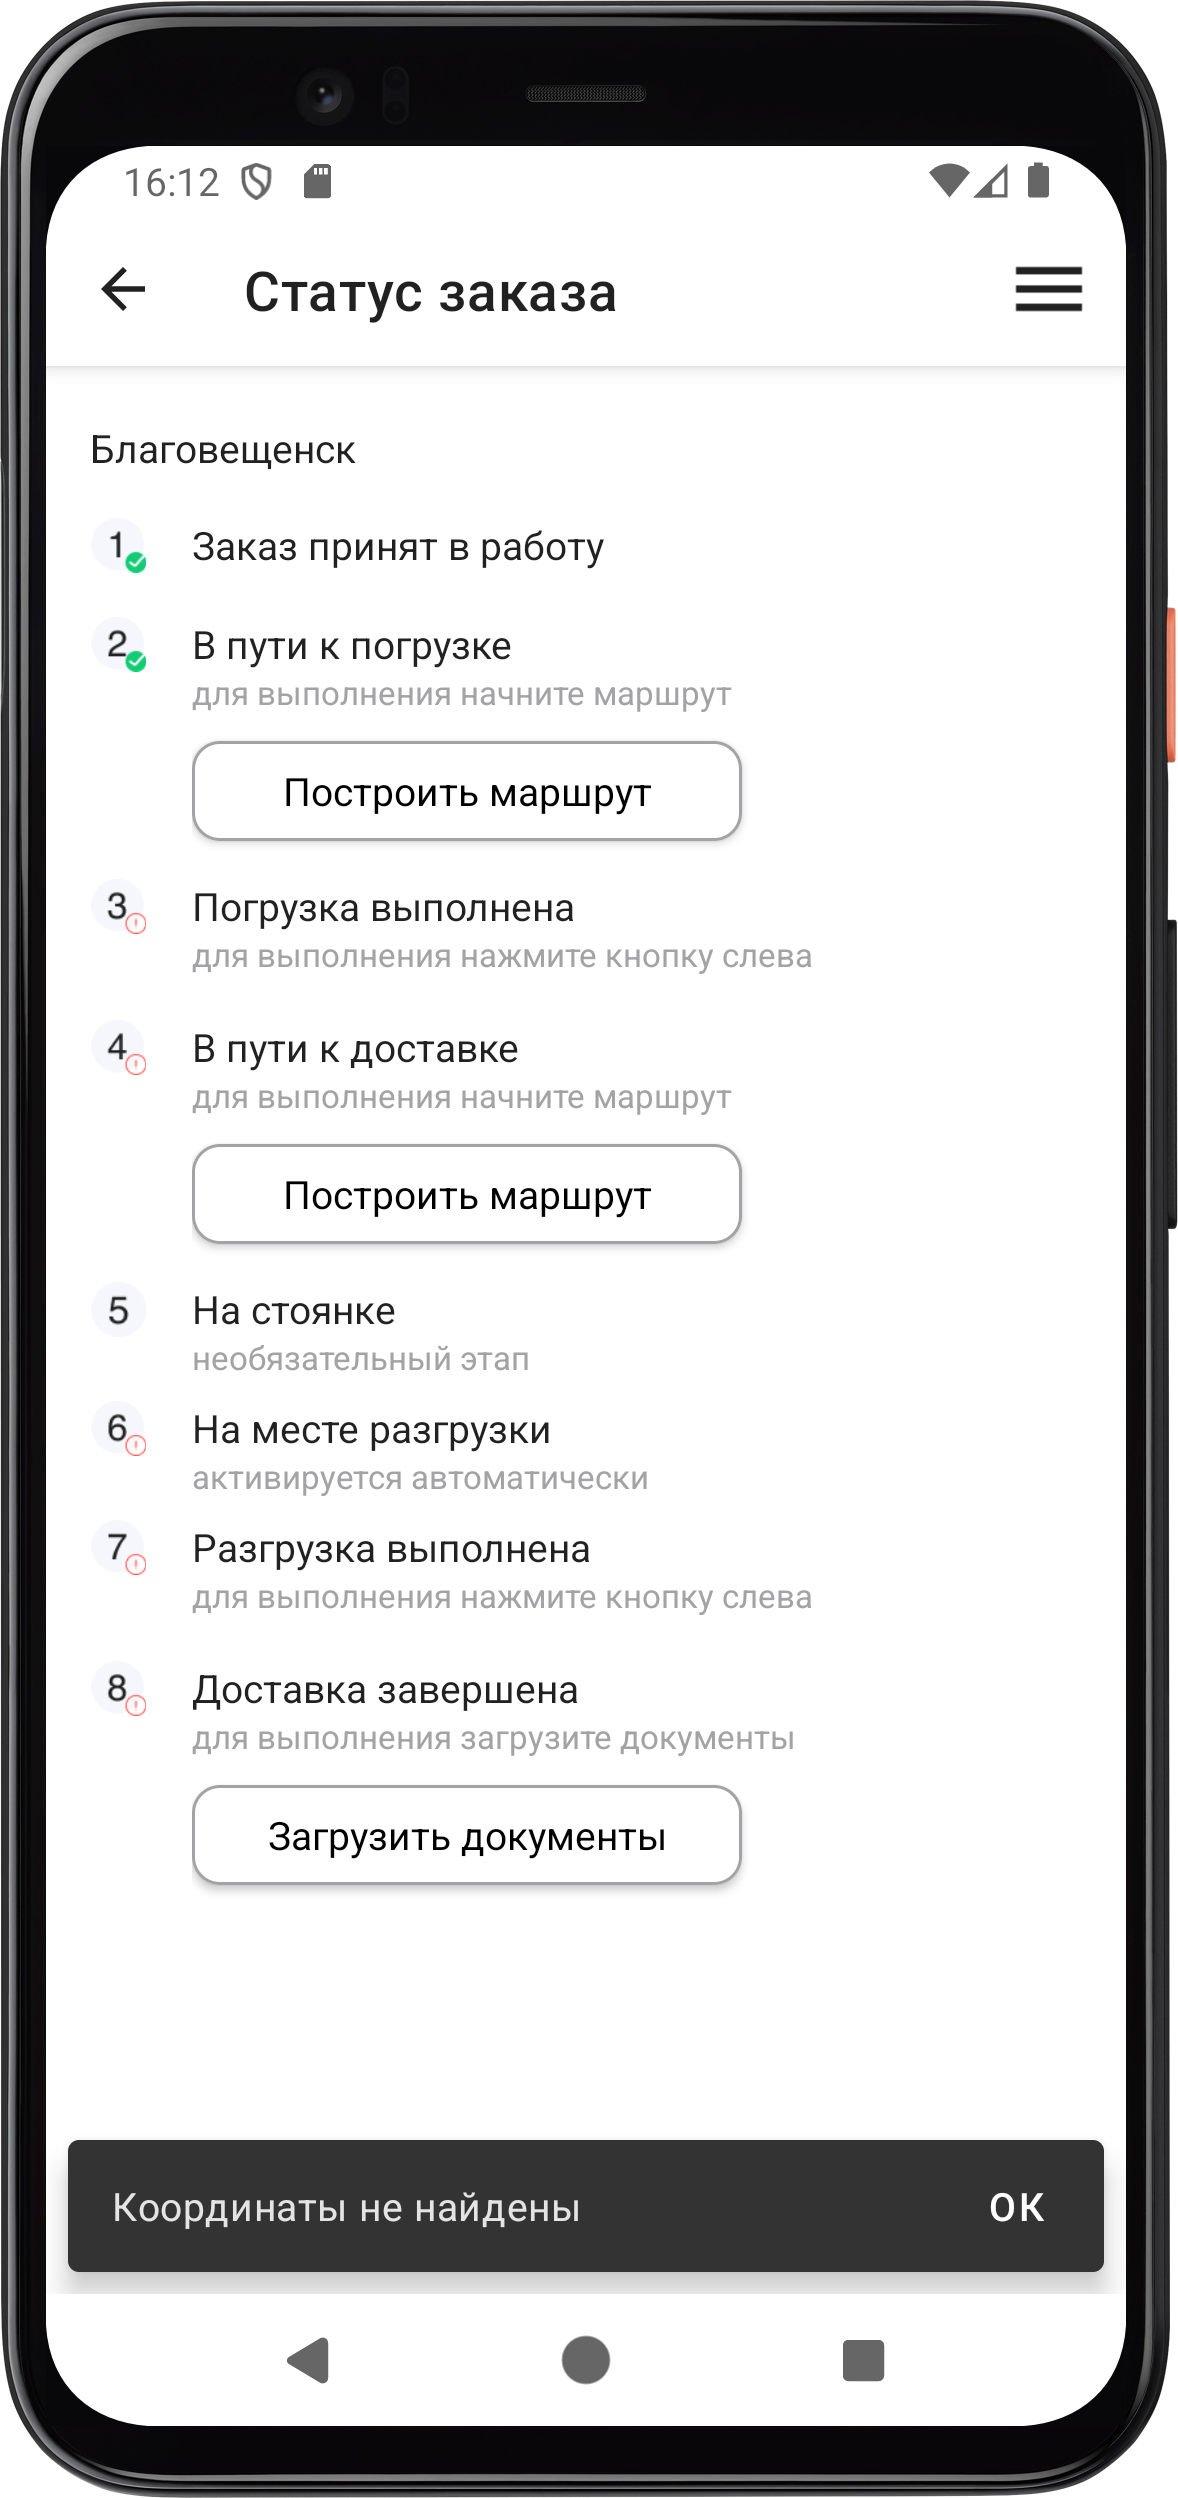 16:12
Статус заказа
Благовещенск
1 Заказ принят в работу
2 В пути к погрузке
для выполнения начните маршрут
Построить маршрут
3 Погрузка выполнена
для выполнения нажмите кнопку слева
4 В пути к доставке
для выполнения начните маршрут
Построить маршрут
5 На стоянке
необязательный этап
6 На месте разгрузки
активируется автоматически
7 Разгрузка выполнена
для выполнения нажмите кнопку слева
8 Доставка завершена
для выполнения загрузите документы
Загрузить документы
Координаты не найдены ОК